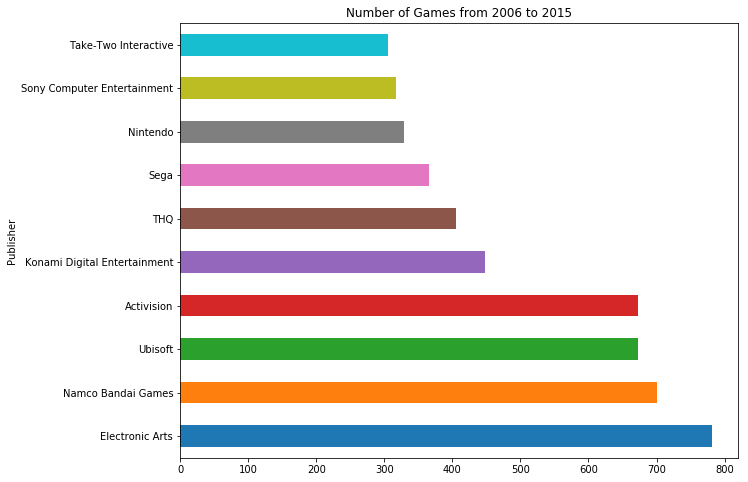 Number of Games from 2006 to 2015
Publisher
Take-Two Interactive
Sony Computer Entertainment
Nintendo
Sega
THQ
Konami Digital Entertainment
Activision
Ubisoft
Namco Bandai Games
Electronic Arts
0 100 200 300 400 500 600 700 800